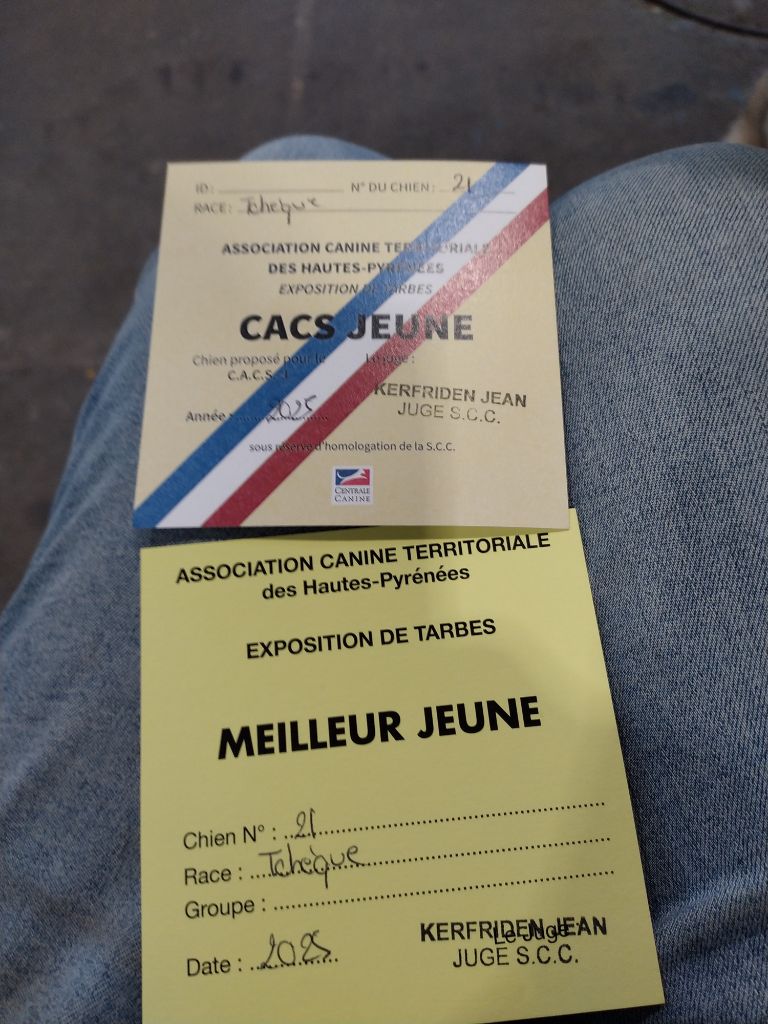 ID: N° DU CHIEN: 21
RACE: Tchèque
ASSOCIATION CANINE TERRITORIALE
DES HAUTES-PYRÉNÉES
EXPOSITION DE TARBES
CACS JEUNE
Chien proposé pour le Le juge :
C.A.C.S.
KERFRIDEN JEAN
JUGE S.C.C.
Année : 2025
sous réserve d'homologation de la S.C.C.
CENTRALE
CANINE
ASSOCIATION CANINE TERRITORIALE
des Hautes-Pyrénées
EXPOSITION DE TARBES
MEILLEUR JEUNE
Chien N° : 21
Race : Tchèque
Groupe :
KERFRIDEN JEAN
Le Juge :
JUGE S.C.C.
Date : 2025